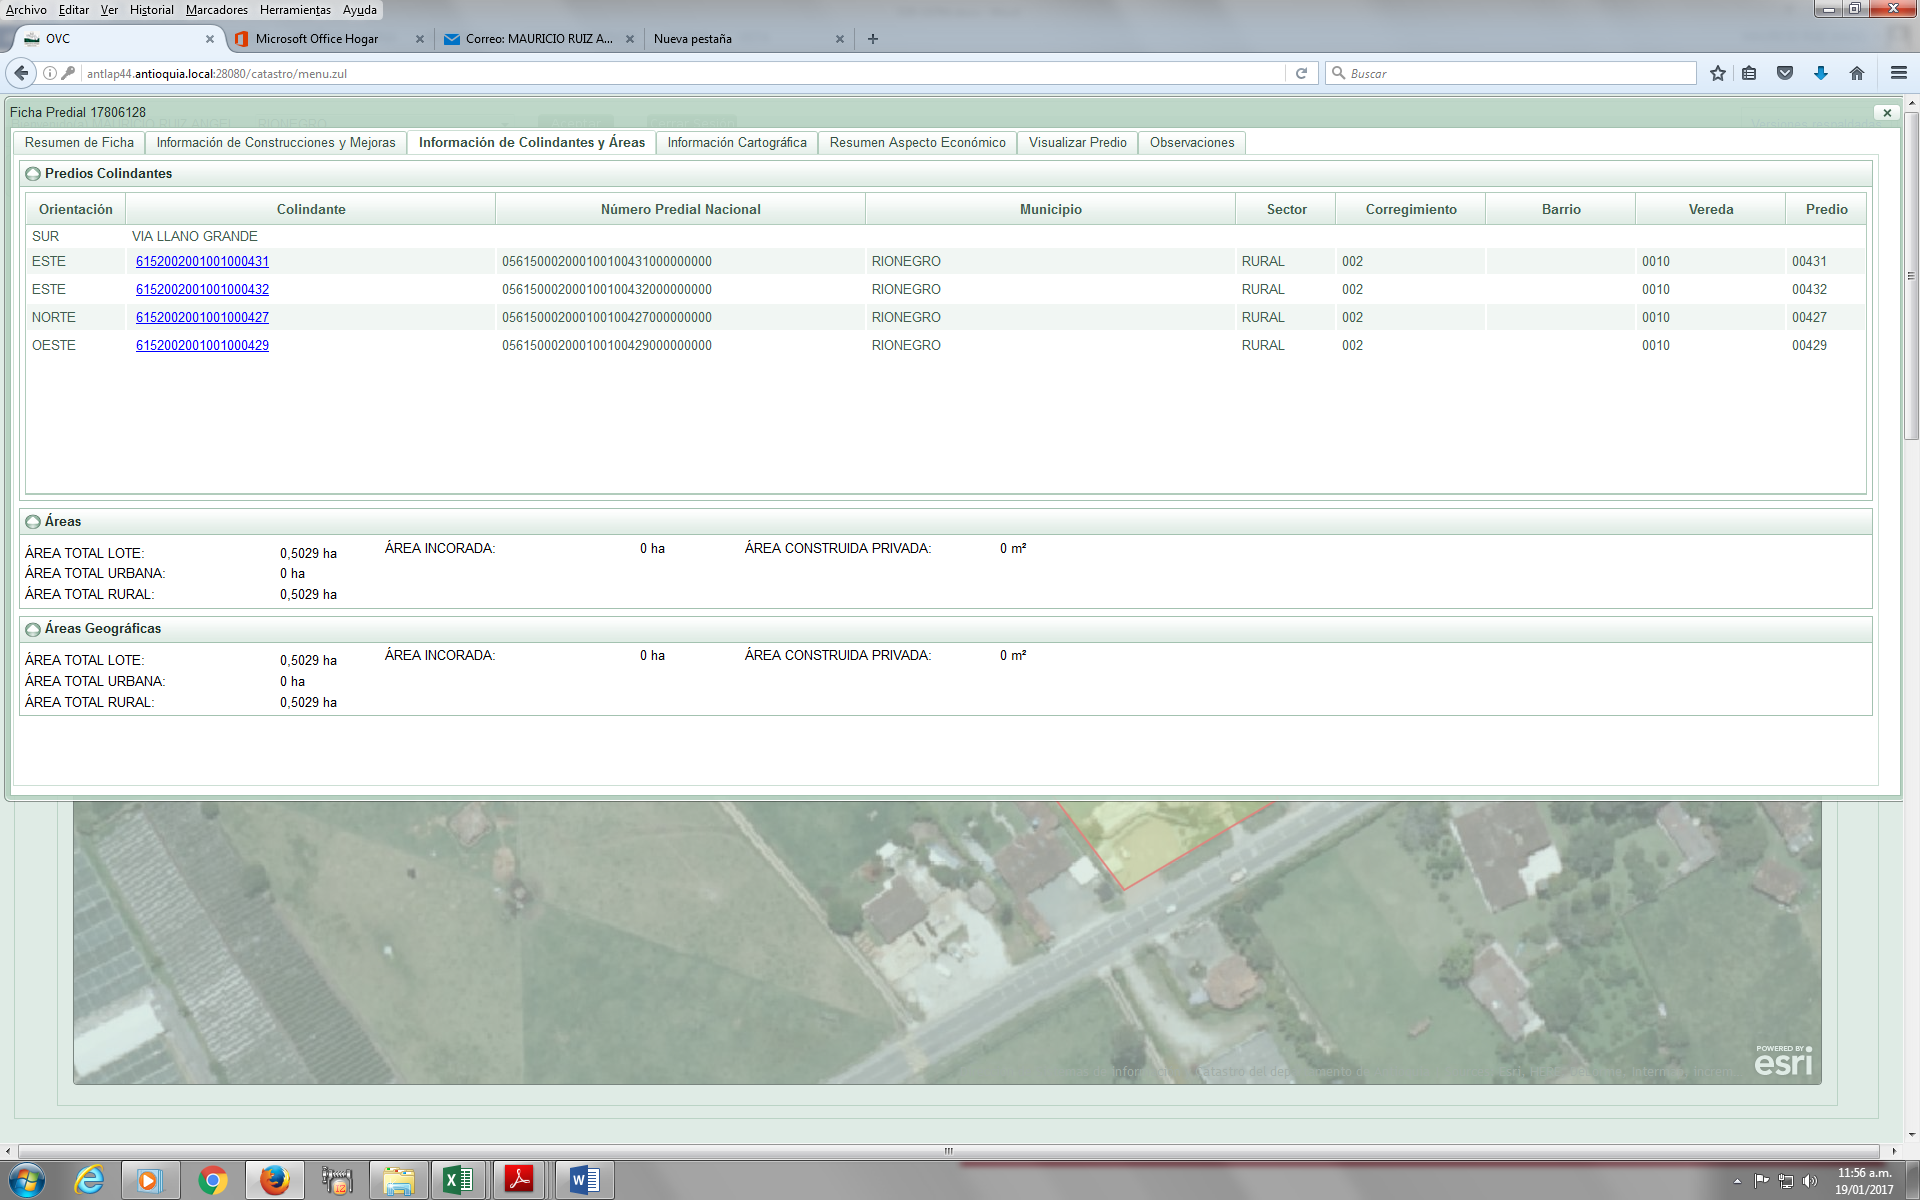 Archivo Editar Ver Historial Marcadores Herramientas Ayuda
OVC Microsoft Office Hogar Correo: MAURICIO RUIZ A... Nueva pestaña
antlap44.antioquia.local:28080/catastro/menu.zul Buscar
Ficha Predial 17806128
Resumen de Ficha Información de Construcciones y Mejoras Información de Colindantes y Áreas Información Cartográfica Resumen Aspecto Económico Visualizar Predio Observaciones
Predios Colindantes
Orientación Colindante Número Predial Nacional Municipio Sector Corregimiento Barrio Vereda Predio
SUR VIA LLANO GRANDE
ESTE 6152002001001000431 056150002000100100431000000000 RIONEGRO RURAL 002 0010 00431
ESTE 6152002001001000432 056150002000100100432000000000 RIONEGRO RURAL 002 0010 00432
NORTE 6152002001001000427 056150002000100100427000000000 RIONEGRO RURAL 002 0010 00427
OESTE 6152002001001000429 056150002000100100429000000000 RIONEGRO RURAL 002 0010 00429
Áreas
ÁREA TOTAL LOTE: 0,5029 ha ÁREA INCORADA: 0 ha ÁREA CONSTRUIDA PRIVADA: 0 m²
ÁREA TOTAL URBANA: 0 ha
ÁREA TOTAL RURAL: 0,5029 ha
Áreas Geográficas
ÁREA TOTAL LOTE: 0,5029 ha ÁREA INCORADA: 0 ha ÁREA CONSTRUIDA PRIVADA: 0 m²
ÁREA TOTAL URBANA: 0 ha
ÁREA TOTAL RURAL: 0,5029 ha
POWERED BY
esri
11:56 a.m.
19/01/2017